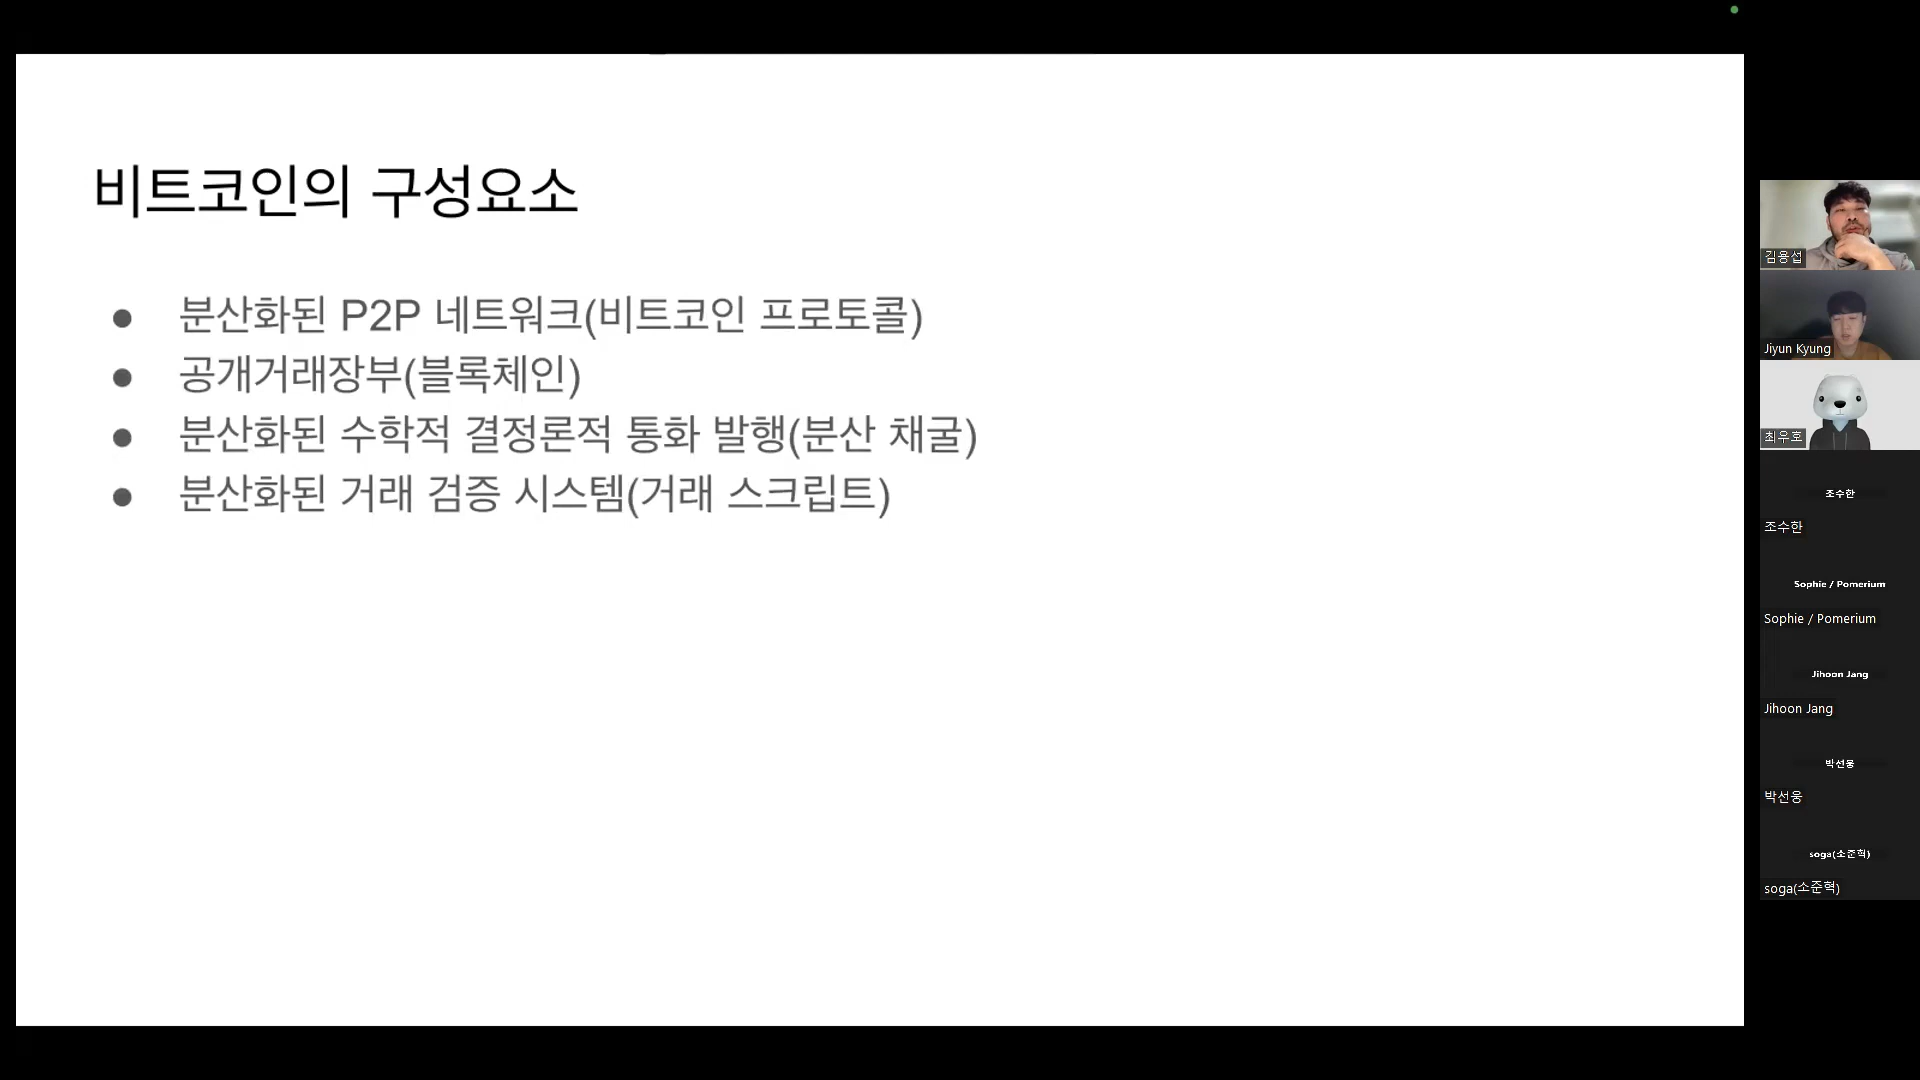 비트코인의 구성요소
● 분산화된 P2P 네트워크(비트코인 프로토콜)
● 공개거래장부(블록체인)
● 분산화된 수학적 결정론적 통화 발행(분산 채굴)
● 분산화된 거래 검증 시스템(거래 스크립트)
김용섭
Jiyun Kyung
최우호
조수한
조수한
Sophie / Pomerium
Sophie / Pomerium
Jihoon Jang
Jihoon Jang
박선웅
박선웅
soga(소준혁)
soga(소준혁)